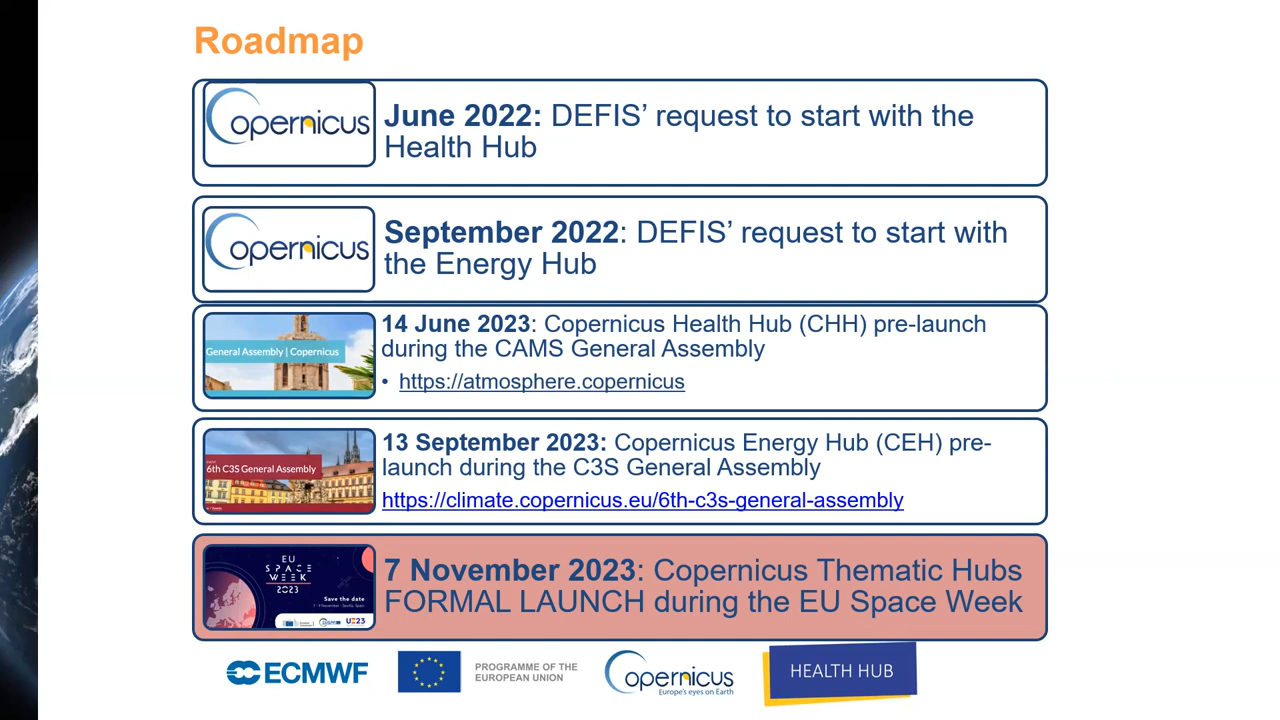 Roadmap
Copernicus
June 2022: DEFIS’ request to start with the
Health Hub
Copernicus
September 2022: DEFIS’ request to start with
the Energy Hub
General Assembly | Copernicus
14 June 2023: Copernicus Health Hub (CHH) pre-launch
during the CAMS General Assembly
• https://atmosphere.copernicus
6th C3S General Assembly
13 September 2023: Copernicus Energy Hub (CEH) pre-
launch during the C3S General Assembly
https://climate.copernicus.eu/6th-c3s-general-assembly
EU
SPACE
WEEK
2023
Save the date
7 November 2023: Copernicus Thematic Hubs
FORMAL LAUNCH during the EU Space Week
ECMWF
PROGRAMME OF THE
EUROPEAN UNION
Copernicus
Europe's eyes on Earth
HEALTH HUB